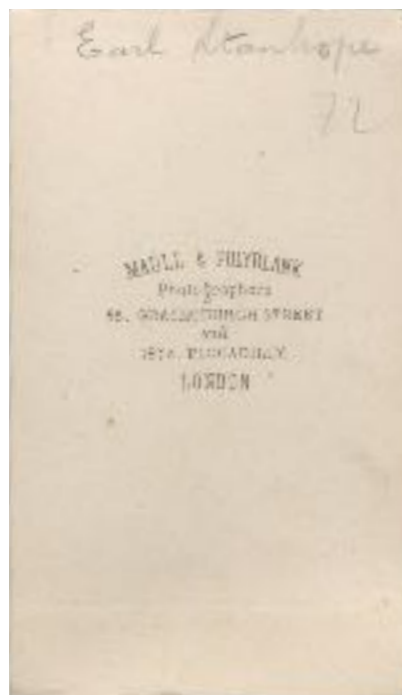 Earl Stanhope
72
MAULL & POLYBLANK
Photographers
55, GRACECHURCH STREET
and
187A, PICCADILLY
LONDON